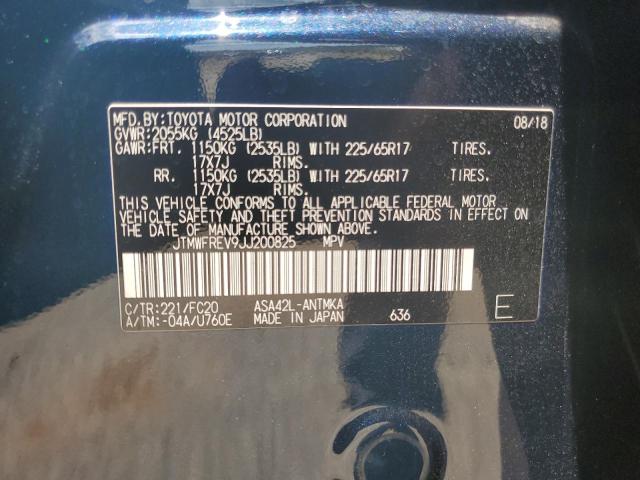 MFD.BY:TOYOTA MOTOR CORPORATION 08/18
GVWR:2055KG (4525LB)
GAWR:FRT. 1150KG (2535LB) WITH 225/65R17 TIRES.
17X7J RIMS.
RR. 1150KG (2535LB) WITH 225/65R17 TIRES.
17X7J RIMS.
THIS VEHICLE CONFORMS TO ALL APPLICABLE FEDERAL MOTOR
VEHICLE SAFETY AND THEFT PREVENTION STANDARDS IN EFFECT ON
THE DATE OF MANUFACTURE SHOWN ABOVE.
JTMWFREV9JJ200825 MPV
C/TR:221/FC20 ASA42L-ANTMKA
A/TM:-04A/U760E MADE IN JAPAN 636 E